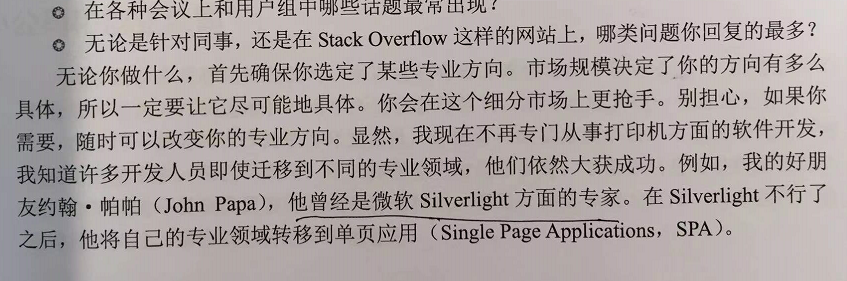 在各种会议上和用户组中哪些话题最常出现？
无论是针对同事，还是在 Stack Overflow 这样的网站上，哪类问题你回复的最多？
无论你做什么，首先确保你选定了某些专业方向。市场规模决定了你的方向有多么
具体，所以一定要让它尽可能地具体。你会在这个细分市场上更抢手。别担心，如果你
需要，随时可以改变你的专业方向。显然，我现在不再专门从事打印机方面的软件开发，
我知道许多开发人员即使迁移到不同的专业领域，他们依然大获成功。例如，我的好朋
友约翰·帕帕（John Papa），他曾经是微软 Silverlight 方面的专家。在 Silverlight 不行了
之后，他将自己的专业领域转移到单页应用（Single Page Applications，SPA）。